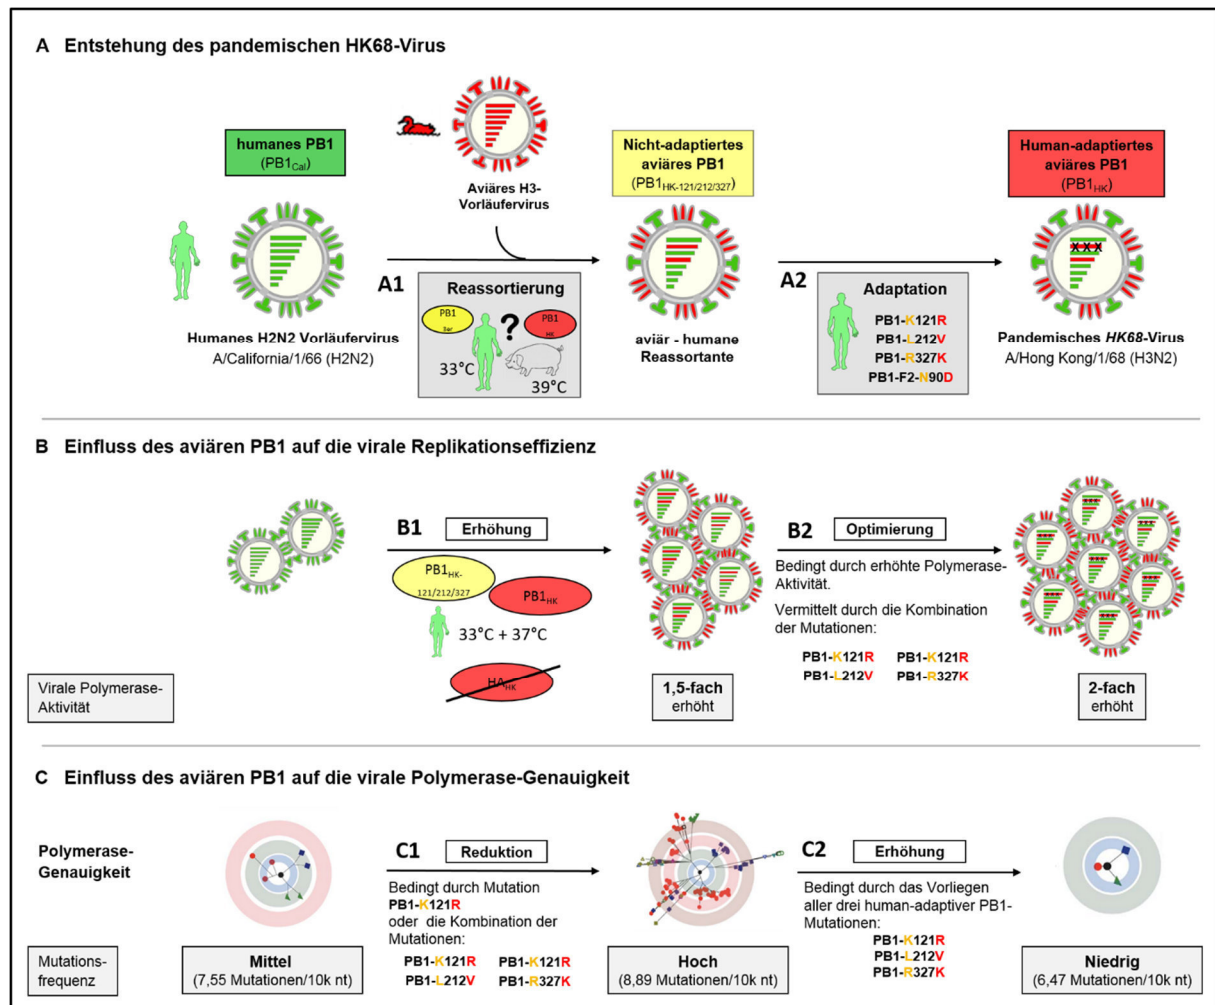 A Entstehung des pandemischen HK68-Virus
humanes PB1
(PB1Cal)
Aviäres H3-
Vorläufervirus
Nicht-adaptiertes
aviäres PB1
(PB1HK-121/212/327)
Human-adaptiertes
aviäres PB1
(PB1HK)
Humanes H2N2 Vorläufervirus
A/California/1/66 (H2N2)
A1
Reassortierung
PB1
?
PB1
HK
33°C
39°C
aviär - humane
Reassortante
A2
Adaptation
PB1-K121R
PB1-L212V
PB1-R327K
PB1-F2-N90D
XXX
Pandemisches HK68-Virus
A/Hong Kong/1/68 (H3N2)
B Einfluss des aviären PB1 auf die virale Replikationseffizienz
B1 Erhöhung
PB1HK-
121/212/327
PB1HK
33°C + 37°C
HAHK
B2 Optimierung
Bedingt durch erhöhte Polymerase-
Aktivität.
Vermittelt durch die Kombination
der Mutationen:
PB1-K121R PB1-K121R
PB1-L212V PB1-R327K
Virale Polymerase-
Aktivität
1,5-fach
erhöht
2-fach
erhöht
C Einfluss des aviären PB1 auf die virale Polymerase-Genauigkeit
Polymerase-
Genauigkeit
C1 Reduktion
Bedingt durch Mutation
PB1-K121R
oder die Kombination der
Mutationen:
PB1-K121R PB1-K121R
PB1-L212V PB1-R327K
C2 Erhöhung
Bedingt durch das Vorliegen
aller drei human-adaptiver PB1-
Mutationen:
PB1-K121R
PB1-L212V
PB1-R327K
Mutations-
frequenz
Mittel
(7,55 Mutationen/10k nt)
Hoch
(8,89 Mutationen/10k nt)
Niedrig
(6,47 Mutationen/10k nt)